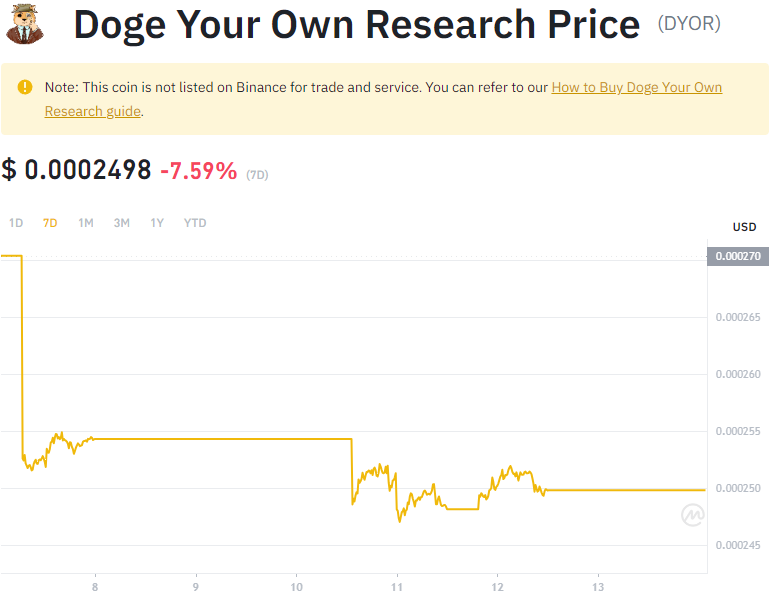 Doge Your Own Research Price (DYOR)
Note: This coin is not listed on Binance for trade and service. You can refer to our How to Buy Doge Your Own
Research guide.
$ 0.0002498 -7.59% (7D)
1D 7D 1M 3M 1Y YTD
USD
0.000270
0.000265
0.000260
0.000255
0.000250
0.000245
8 9 10 11 12 13